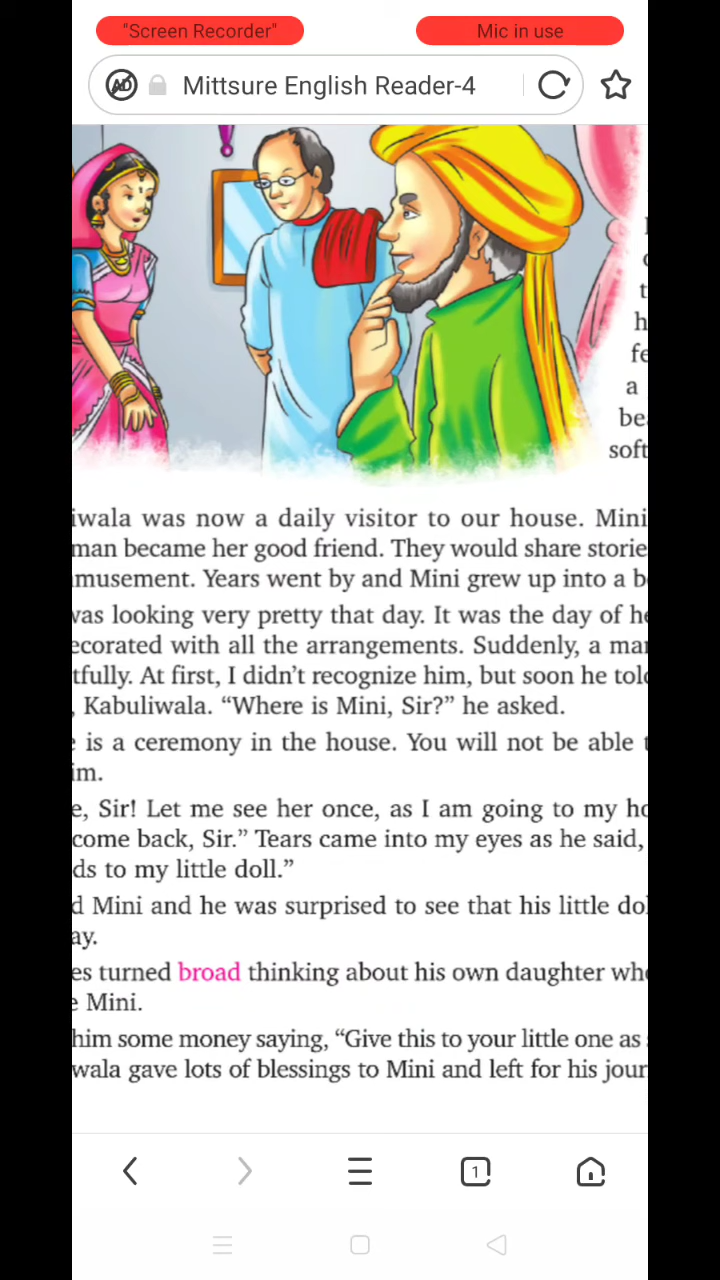 "Screen Recorder"
Mic in use
Mittsure English Reader-4
t
h
fe
a
be
soft
iwala was now a daily visitor to our house. Mini
man became her good friend. They would share storie
musement. Years went by and Mini grew up into a b
was looking very pretty that day. It was the day of he
ecorated with all the arrangements. Suddenly, a ma
tfully. At first, I didn't recognize him, but soon he told
, Kabuliwala. “Where is Mini, Sir?” he asked.
e is a ceremony in the house. You will not be able t
im.
e, Sir! Let me see her once, as I am going to my ho
come back, Sir.” Tears came into my eyes as he said,
ds to my little doll.”
d Mini and he was surprised to see that his little dol
ay.
es turned broad thinking about his own daughter who
e Mini.
him some money saying, “Give this to your little one as
wala gave lots of blessings to Mini and left for his jour
1